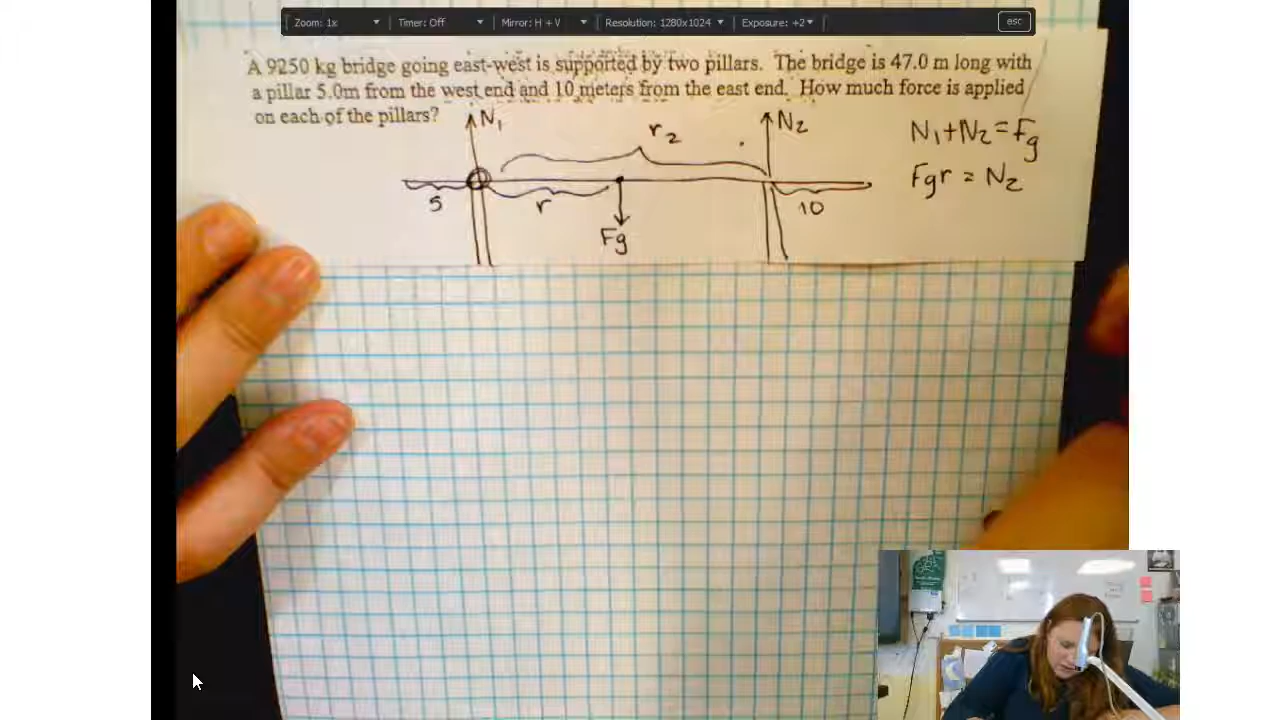 Zoom: 1x Timer: Off Mirror: H + V Resolution: 1280x1024 Exposure: +2 esc
A 9250 kg bridge going east-west is supported by two pillars. The bridge is 47.0 m long with
a pillar 5.0m from the west end and 10 meters from the east end. How much force is applied
on each of the pillars?
N₁ r₂ N₂ N₁+N₂=Fg
Fgr = N₂
5 r 10
Fg